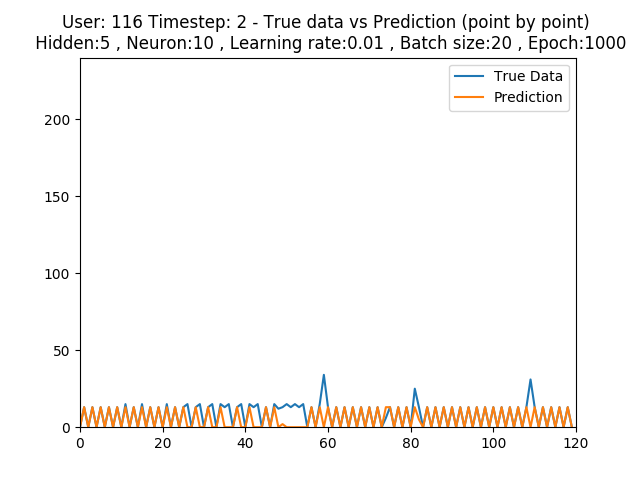 User: 116 Timestep: 2 - True data vs Prediction (point by point)
Hidden:5 , Neuron:10 , Learning rate:0.01 , Batch size:20 , Epoch:1000
True Data
Prediction
200
150
100
50
0
0 20 40 60 80 100 120